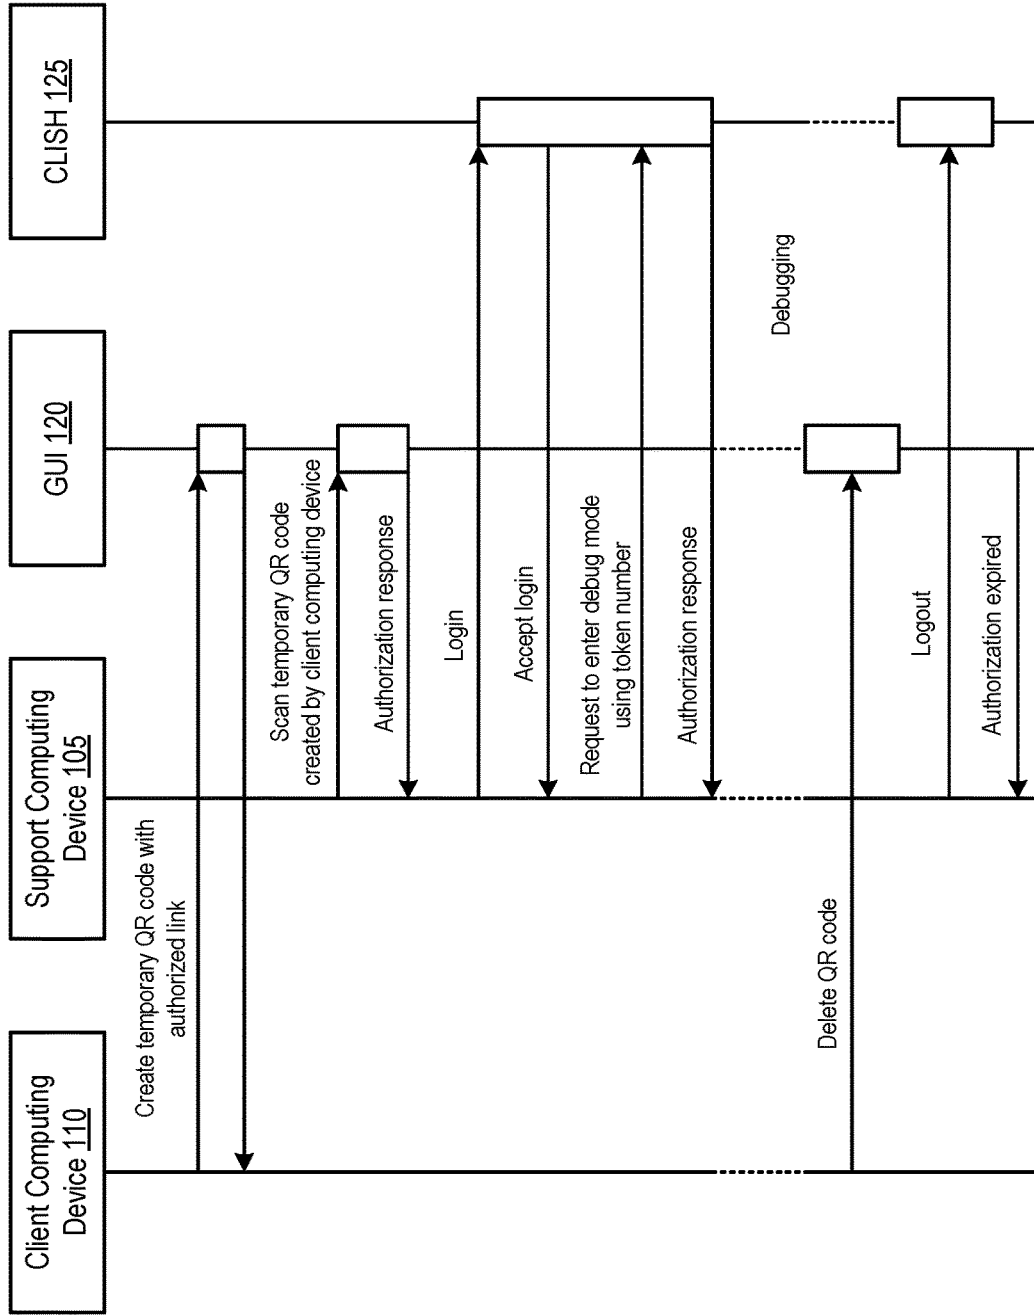 Client Computing
Device 110
Support Computing
Device 105
GUI 120
CLISH 125
Create temporary QR code with
authorized link
Scan temporary QR code
created by client computing device
Authorization response
Login
Accept login
Request to enter debug mode
using token number
Authorization response
Debugging
Delete QR code
Logout
Authorization expired